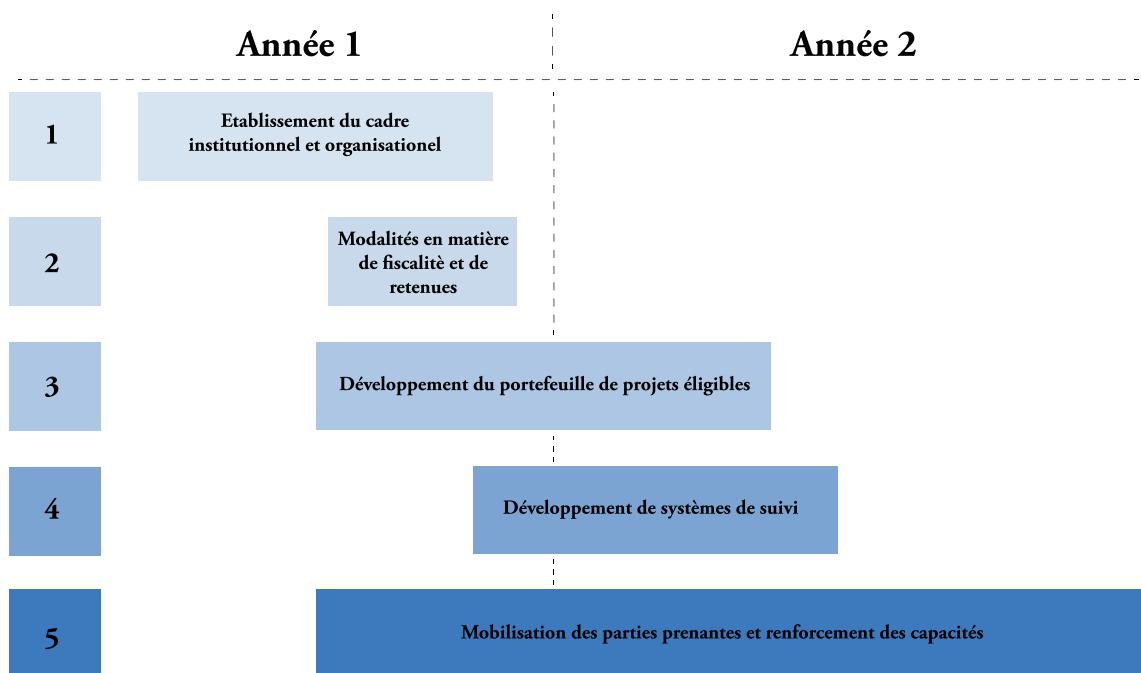 Année 1
Année 2
1
Etablissement du cadre
institutionnel et organisationel
2
Modalités en matière
de fiscalitè et de
retenues
3
Développement du portefeuille de projets éligibles
4
Développement de systèmes de suivi
5
Mobilisation des parties prenantes et renforcement des capacités